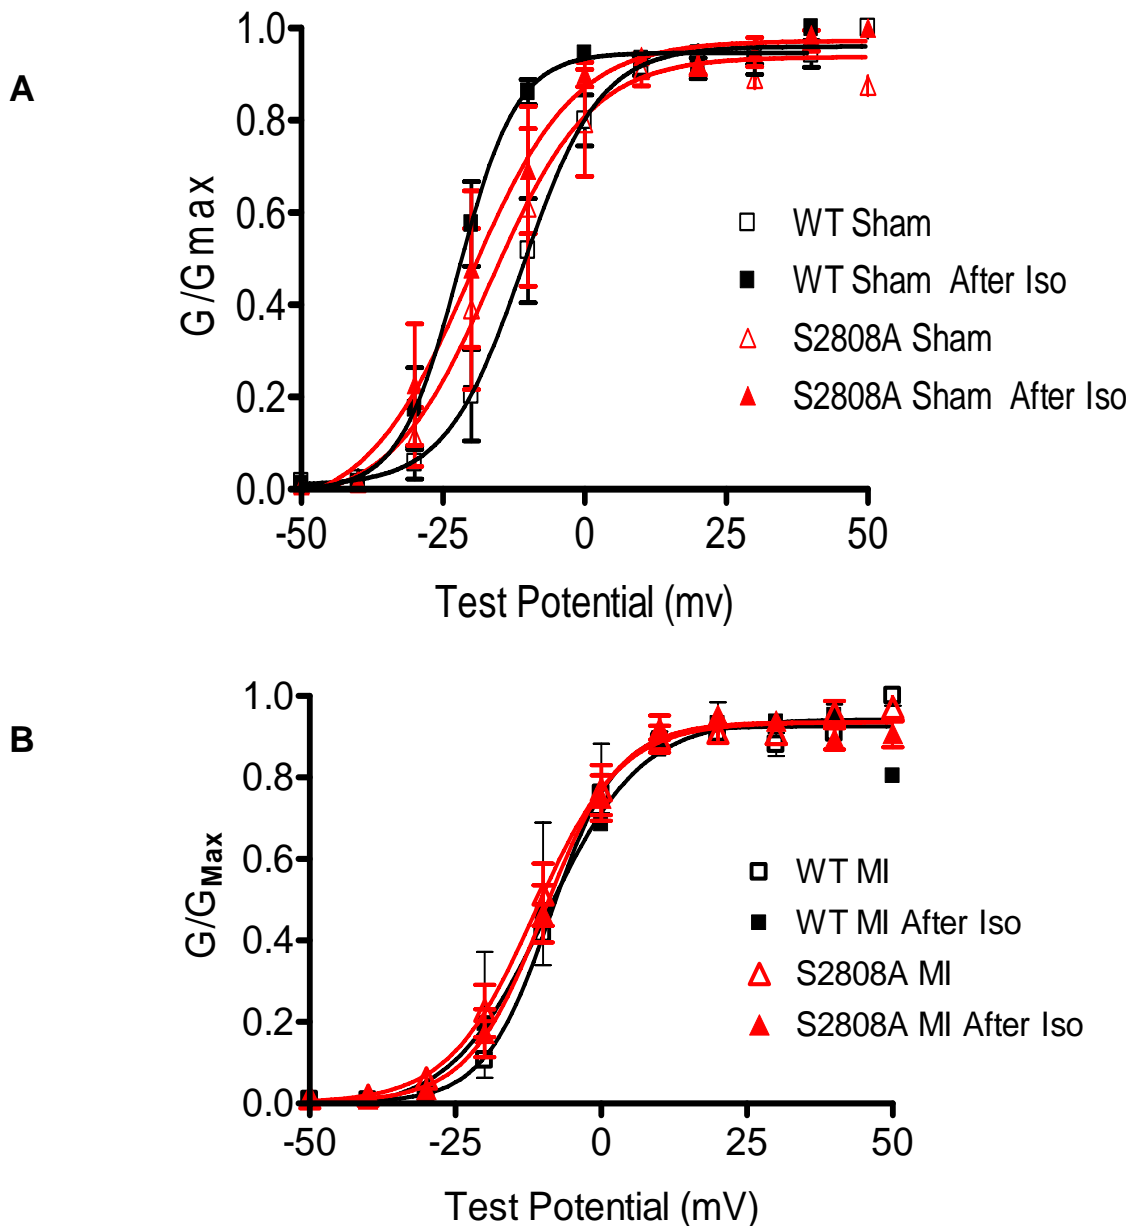 A
1.0
0.8
0.6
0.4
0.2
0.0
G/Gmax
-50
-25
0
25
50
Test Potential (mv)
WT Sham
WT Sham After Iso
S2808A Sham
S2808A Sham After Iso
B
1.0
0.8
0.6
0.4
0.2
0.0
G/GMax
-50
-25
0
25
50
Test Potential (mV)
WT MI
WT MI After Iso
S2808A MI
S2808A MI After Iso